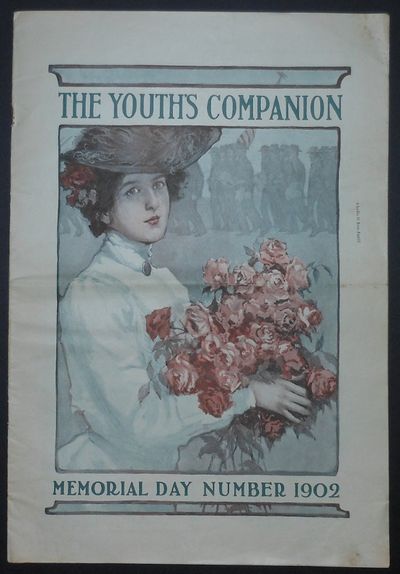 THE YOUTH'S COMPANION
MEMORIAL DAY NUMBER 1902